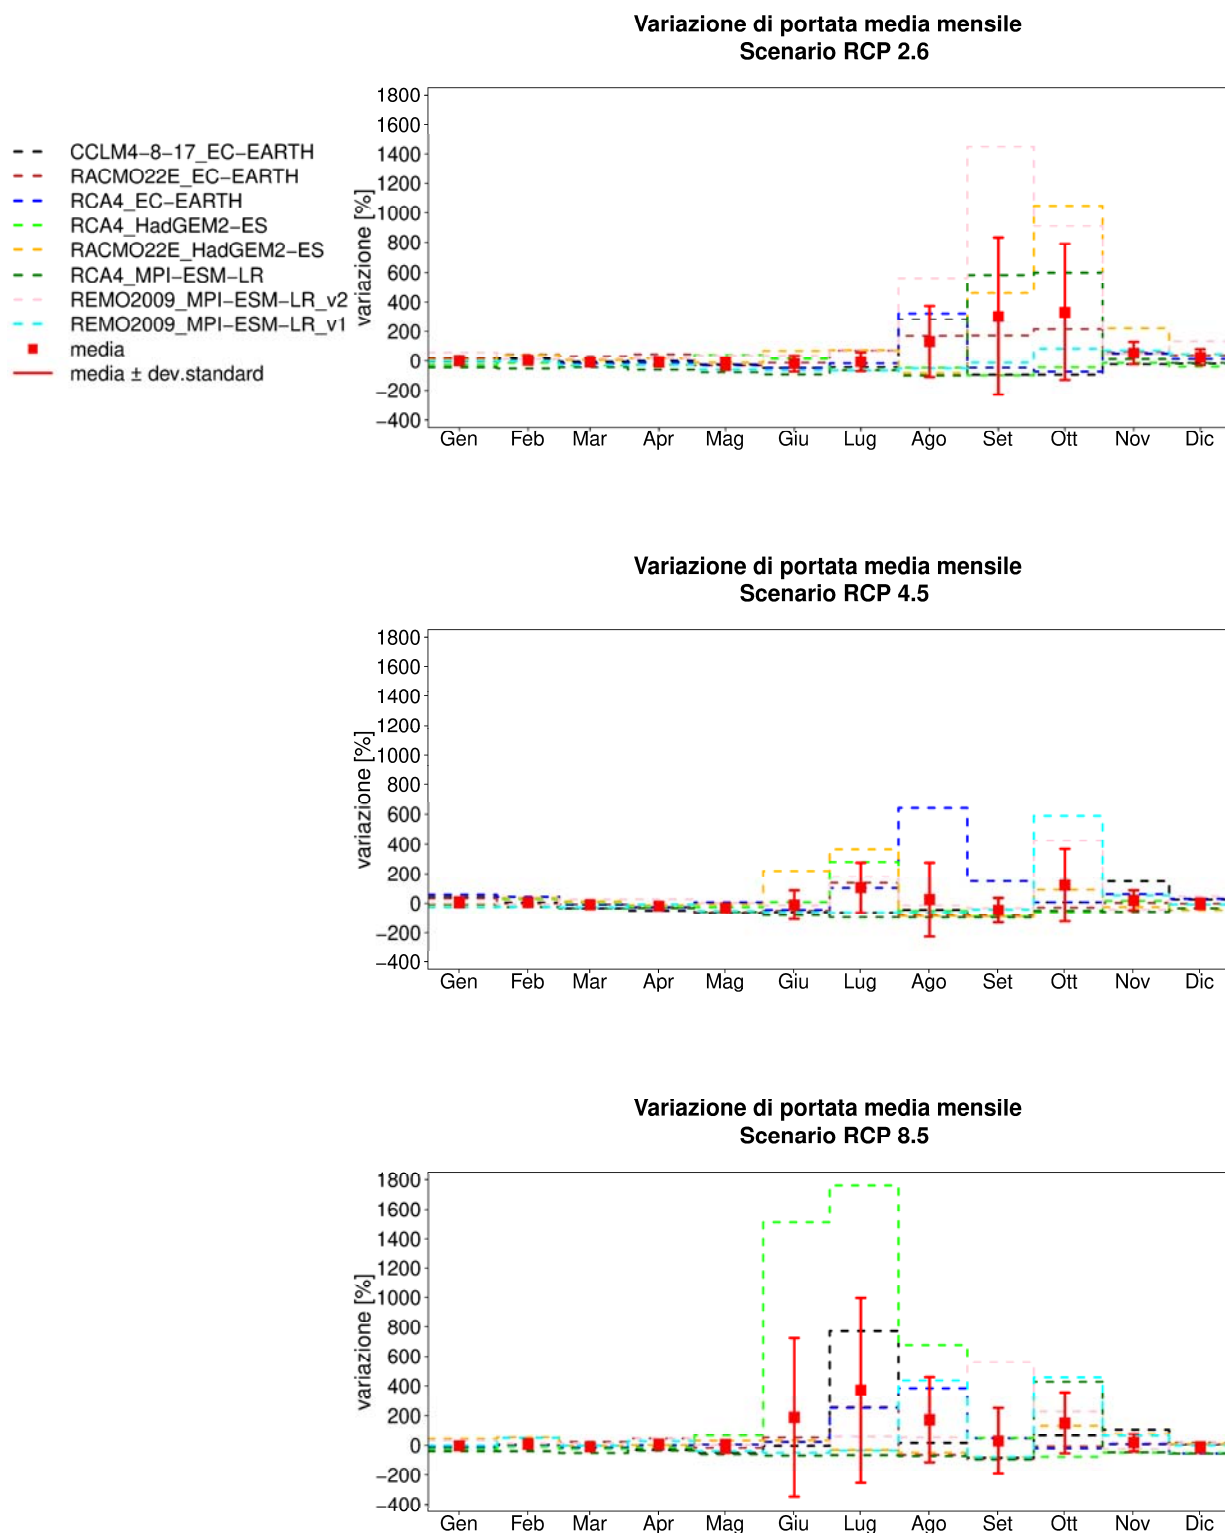 Variazione di portata media mensile
Scenario RCP 2.6
CCLM4−8−17_EC−EARTH
RACMO22E_EC−EARTH
RCA4_EC−EARTH
RCA4_HadGEM2−ES
RACMO22E_HadGEM2−ES
RCA4_MPI−ESM−LR
REMO2009_MPI−ESM−LR_v2
REMO2009_MPI−ESM−LR_v1
media
media ± dev.standard
variazione [%]
1800
1600
1400
1200
1000
800
600
400
200
0
−200
−400
Gen Feb Mar Apr Mag Giu Lug Ago Set Ott Nov Dic
Variazione di portata media mensile
Scenario RCP 4.5
variazione [%]
1800
1600
1400
1200
1000
800
600
400
200
0
−200
−400
Gen Feb Mar Apr Mag Giu Lug Ago Set Ott Nov Dic
Variazione di portata media mensile
Scenario RCP 8.5
variazione [%]
1800
1600
1400
1200
1000
800
600
400
200
0
−200
−400
Gen Feb Mar Apr Mag Giu Lug Ago Set Ott Nov Dic